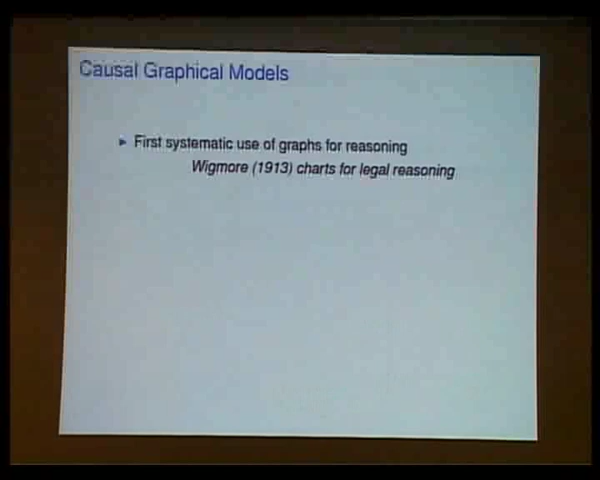 Causal Graphical Models
First systematic use of graphs for reasoning
Wigmore (1913) charts for legal reasoning